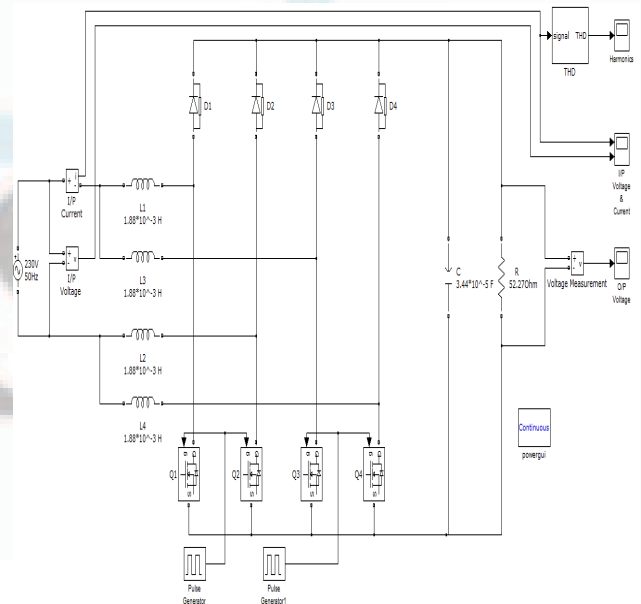 signal THD
THD
Harmonics
D1
D2
D3
D4
i
I/P
Current
L1
1.88*10^-3 H
I/P
Voltage
&
Current
230V
50Hz
v
I/P
Voltage
L3
1.88*10^-3 H
C
3.44*10^-5 F
R
52.27Ohm
v
Voltage Measurement
O/P
Voltage
L2
1.88*10^-3 H
L4
1.88*10^-3 H
Continuous
powergui
Q1
Q2
Q3
Q4
Pulse
Generator
Pulse
Generator1